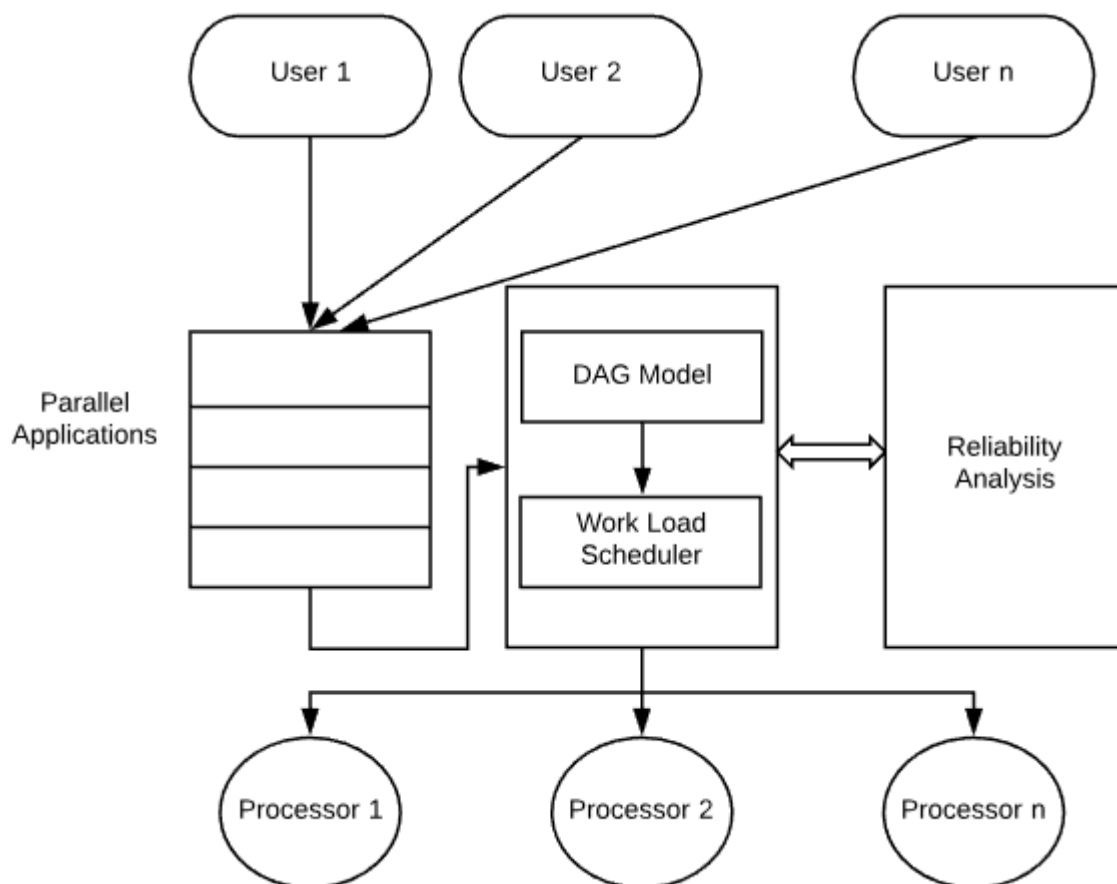 User 1
User 2
User n
Parallel
Applications
DAG Model
Work Load
Scheduler
Reliability
Analysis
Processor 1
Processor 2
Processor n